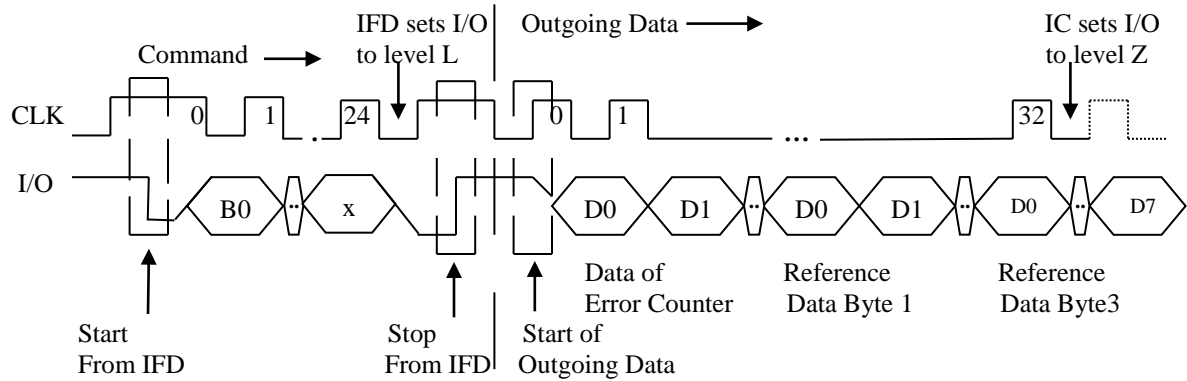 IFD sets I/O
to level L
Outgoing Data
IC sets I/O
to level Z
Command
CLK
0
1
.
24
0
1
...
32
I/O
B0
..
x
D0
D1
..
D0
D1
..
D0
..
D7
Data of
Error Counter
Reference
Data Byte 1
Reference
Data Byte3
Start
From IFD
Stop
From IFD
Start of
Outgoing Data